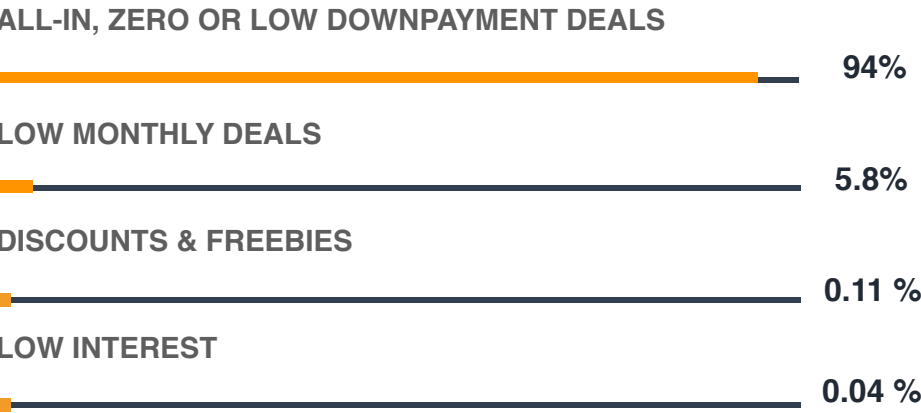 ALL-IN, ZERO OR LOW DOWNPAYMENT DEALS
94%
LOW MONTHLY DEALS
5.8%
DISCOUNTS & FREEBIES
0.11 %
LOW INTEREST
0.04 %